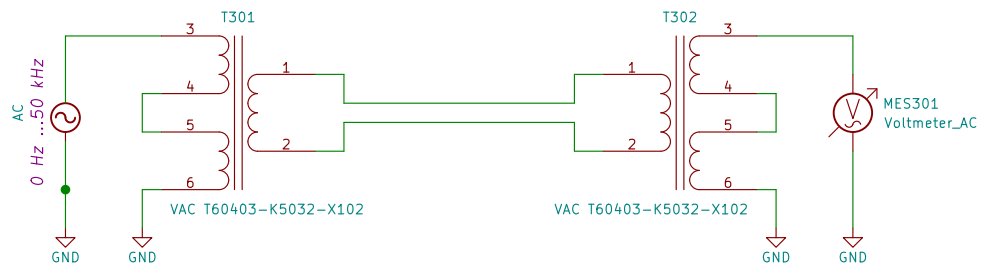 T301
T302
3
3
1
1
4
4
AC
0 Hz ...50 kHz
MES301
Voltmeter_AC
V
5
5
2
2
6
6
VAC T60403-K5032-X102
VAC T60403-K5032-X102
GND
GND
GND
GND